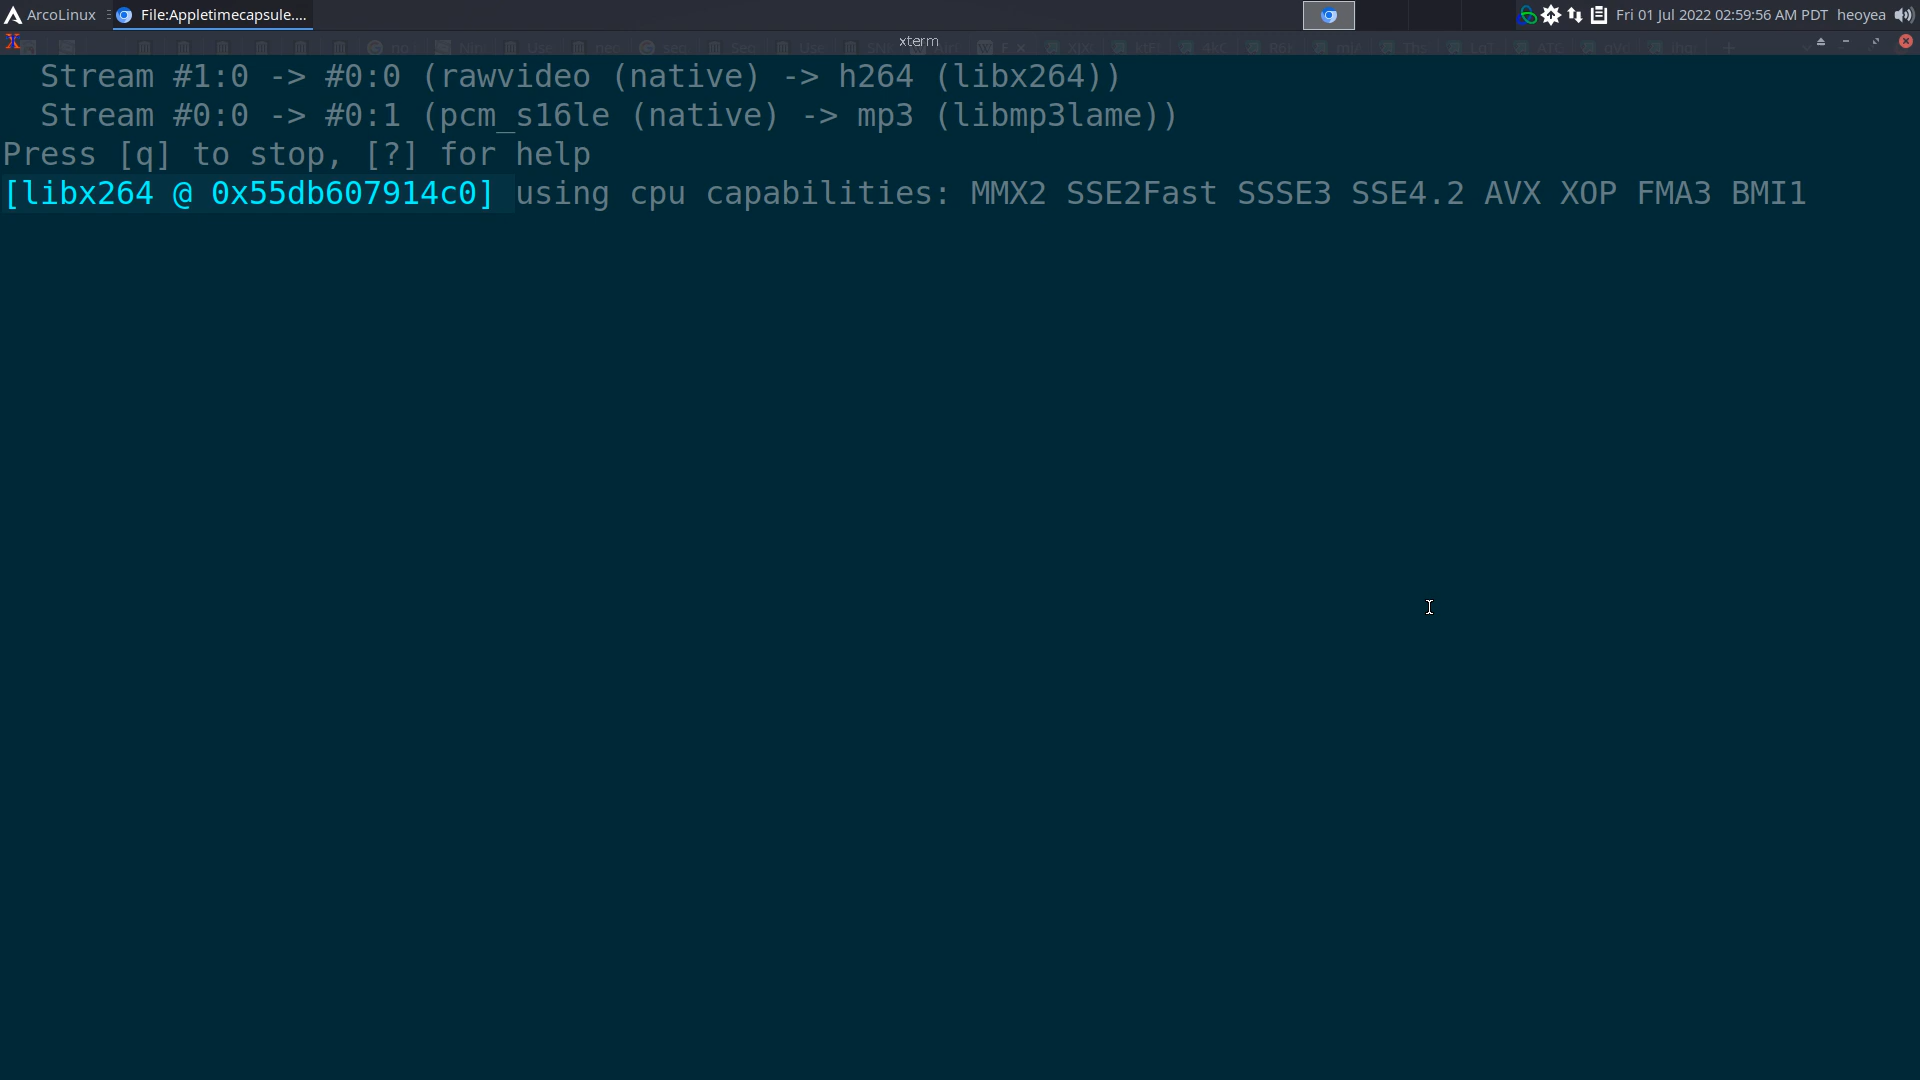 ArcoLinux File:Appletimecapsule.... Fri 01 Jul 2022 02:59:56 AM PDT heoyea
xterm
Stream #1:0 -> #0:0 (rawvideo (native) -> h264 (libx264))
Stream #0:0 -> #0:1 (pcm_s16le (native) -> mp3 (libmp3lame))
Press [q] to stop, [?] for help
[libx264 @ 0x55db607914c0] using cpu capabilities: MMX2 SSE2Fast SSSE3 SSE4.2 AVX XOP FMA3 BMI1